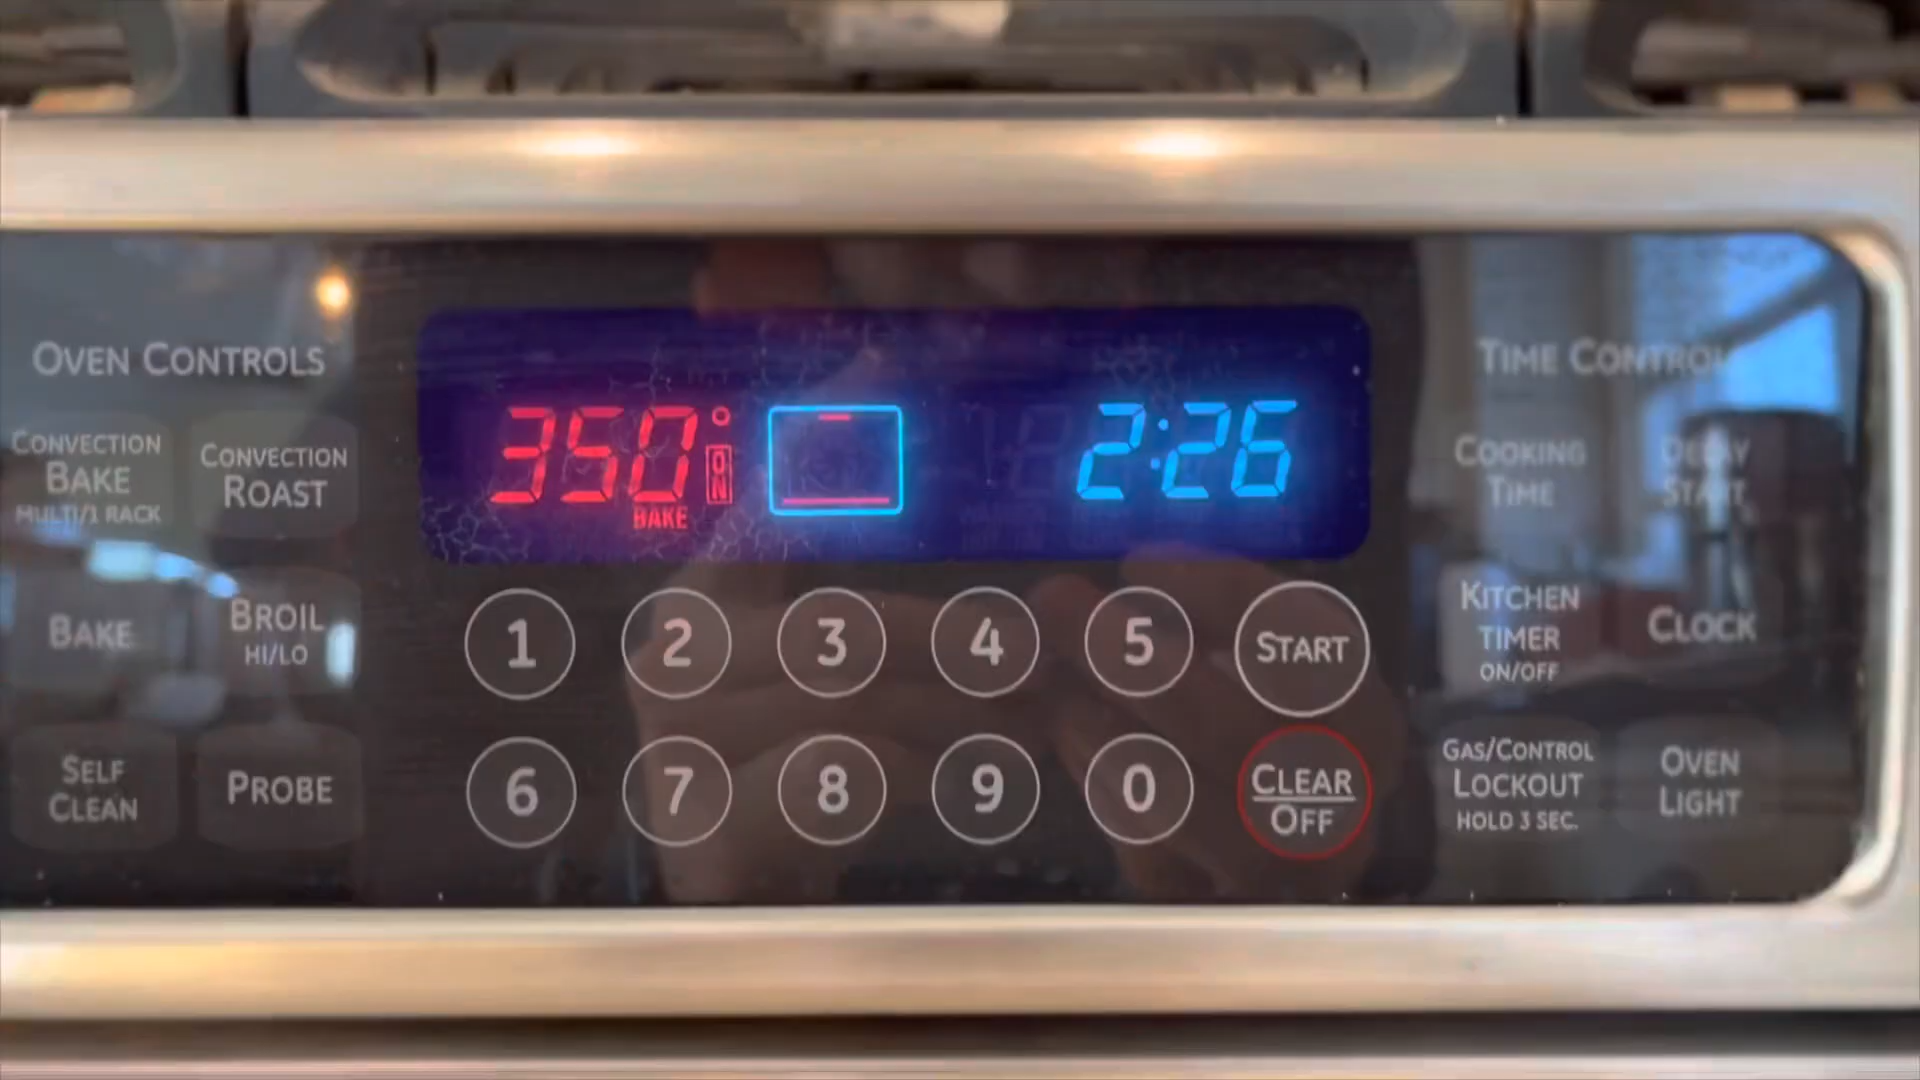 OVEN CONTROLS
CONVECTION
BAKE
MULTI/1 RACK
CONVECTION
ROAST
BAKE
BROIL
HI/LO
SELF
CLEAN
PROBE
350°
ON
BAKE
2:26
1
2
3
4
5
START
6
7
8
9
0
CLEAR
OFF
TIME CONTROL
COOKING
TIME
DELAY
START
KITCHEN
TIMER
ON/OFF
CLOCK
GAS/CONTROL
LOCKOUT
HOLD 3 SEC.
OVEN
LIGHT